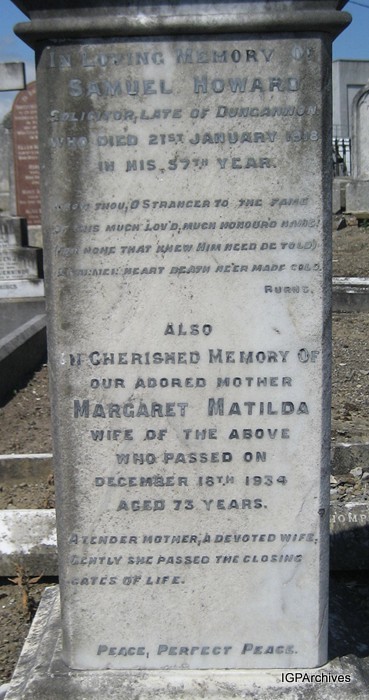 IN LOVING MEMORY OF
SAMUEL HOWARD
SOLICITOR, LATE OF DUNGANNON
WHO DIED 21ST JANUARY 1918
IN HIS 57TH YEAR.
THOU, O STRANGER TO THE FAME
THE MUCH LOV'D, MUCH HONOUR'D NAME!
NONE THAT KNEW HIM NEED BE TOLD)
HEART DEATH NE'ER MADE COLD.
BURNS.
ALSO
IN CHERISHED MEMORY OF
OUR ADORED MOTHER
MARGARET MATILDA
WIFE OF THE ABOVE
WHO PASSED ON
DECEMBER 18TH 1934
AGED 73 YEARS.
A TENDER MOTHER, A DEVOTED WIFE,
GENTLY SHE PASSED THE CLOSING
GATES OF LIFE.
PEACE, PERFECT PEACE.
HOMP
IGPArchives